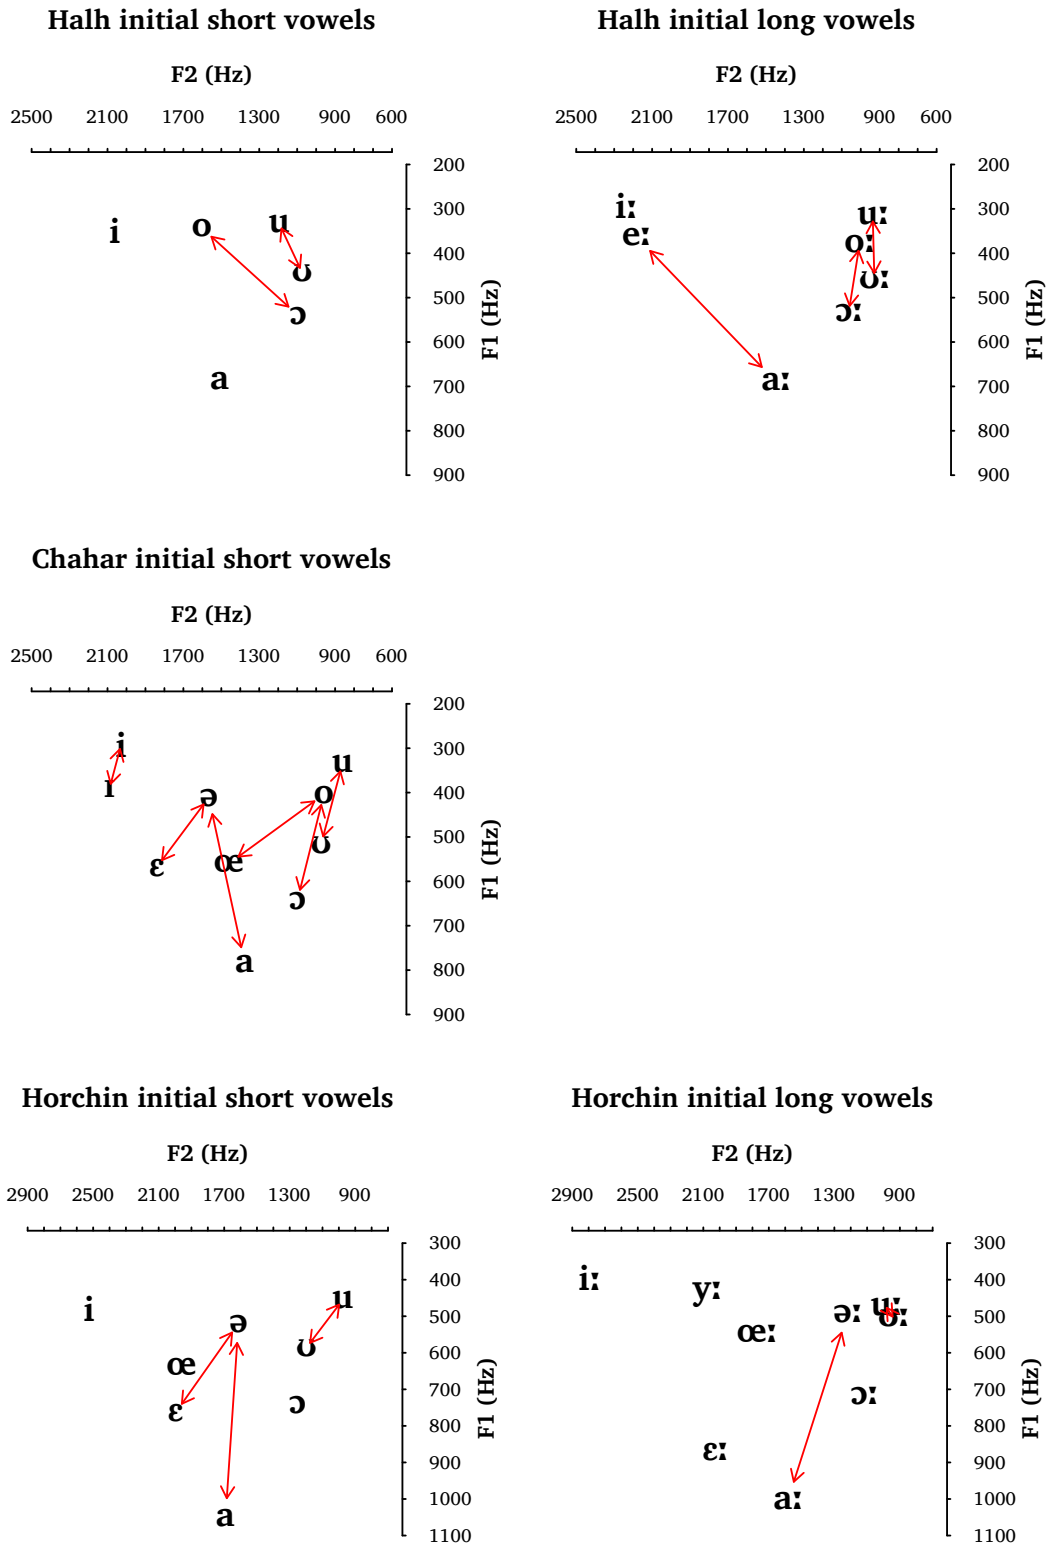 Halh initial short vowels
F2 (Hz)
2500 2100 1700 1300 900 600
200
300
400
500
600
700
800
900
F1 (Hz)
i
o
u
ʊ
ɔ
a
Halh initial long vowels
F2 (Hz)
2500 2100 1700 1300 900 600
200
300
400
500
600
700
800
900
F1 (Hz)
iː
eː
uː
oː
ʊː
ɔː
aː
Chahar initial short vowels
F2 (Hz)
2500 2100 1700 1300 900 600
200
300
400
500
600
700
800
900
F1 (Hz)
i
ɪ
ə
u
o
ʊ
ɛ
œ
ɔ
a
Horchin initial short vowels
F2 (Hz)
2900 2500 2100 1700 1300 900
300
400
500
600
700
800
900
1000
1100
F1 (Hz)
i
u
ə
ʊ
œ
ɛ
ɔ
a
Horchin initial long vowels
F2 (Hz)
2900 2500 2100 1700 1300 900
300
400
500
600
700
800
900
1000
1100
F1 (Hz)
iː
yː
œː
əː
uː
ʊː
ɔː
ɛː
aː